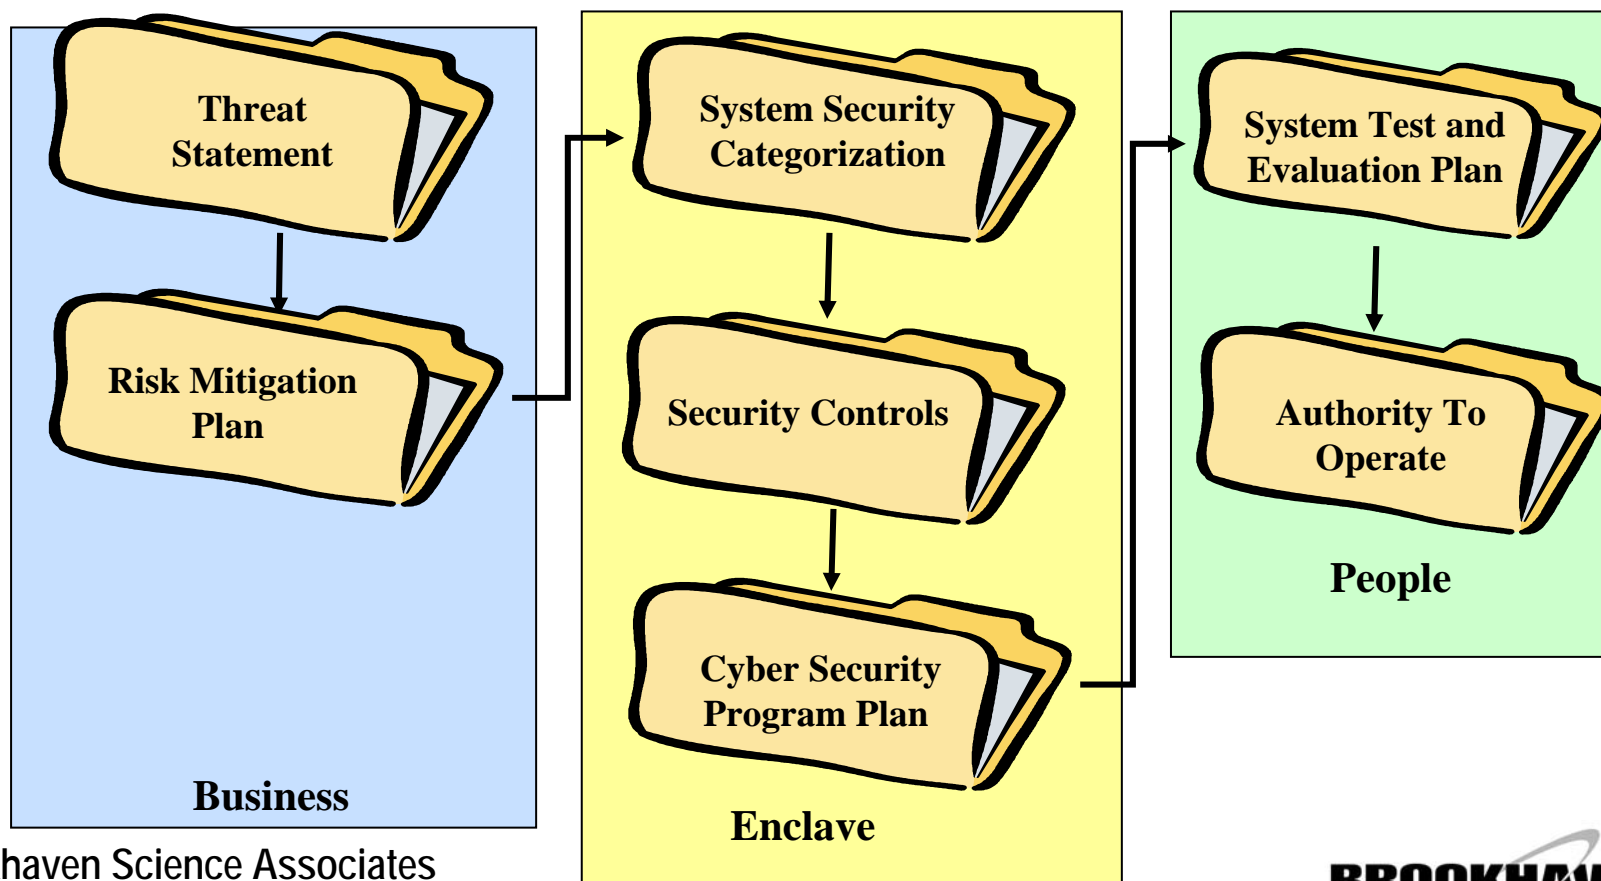 Threat
Statement
Risk Mitigation
Plan
Business
System Security
Categorization
Security Controls
Cyber Security
Program Plan
Enclave
System Test and
Evaluation Plan
Authority To
Operate
People
haven Science Associates
BROOKHAV